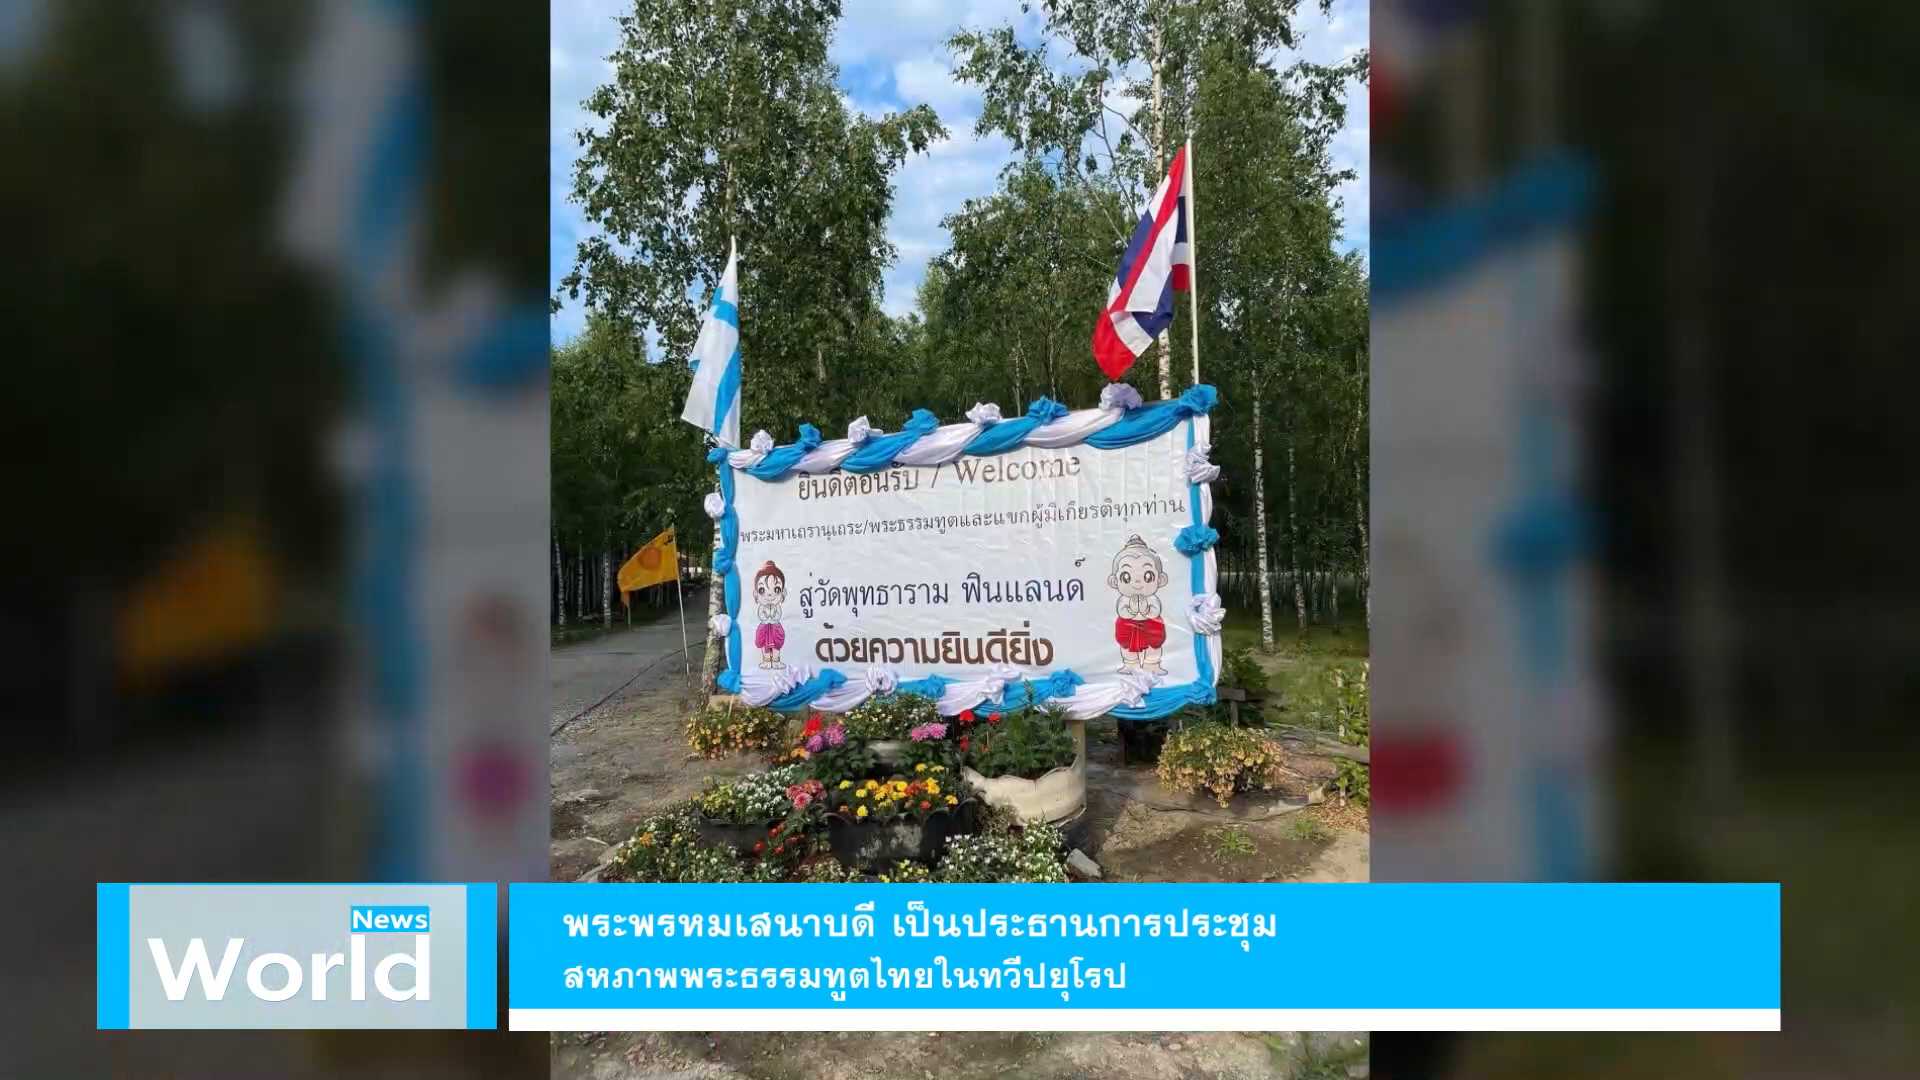 ยินดีต้อนรับ / Welcome
พระมหาเถรานุเถระ/พระธรรมทูตและแขกผู้มีเกียรติทุกท่าน
สู่วัดพุทธาราม ฟินแลนด์
ด้วยความยินดียิ่ง
News
World
พระพรหมเสนาบดี เป็นประธานการประชุม
สหภาพพระธรรมทูตไทยในทวีปยุโรป